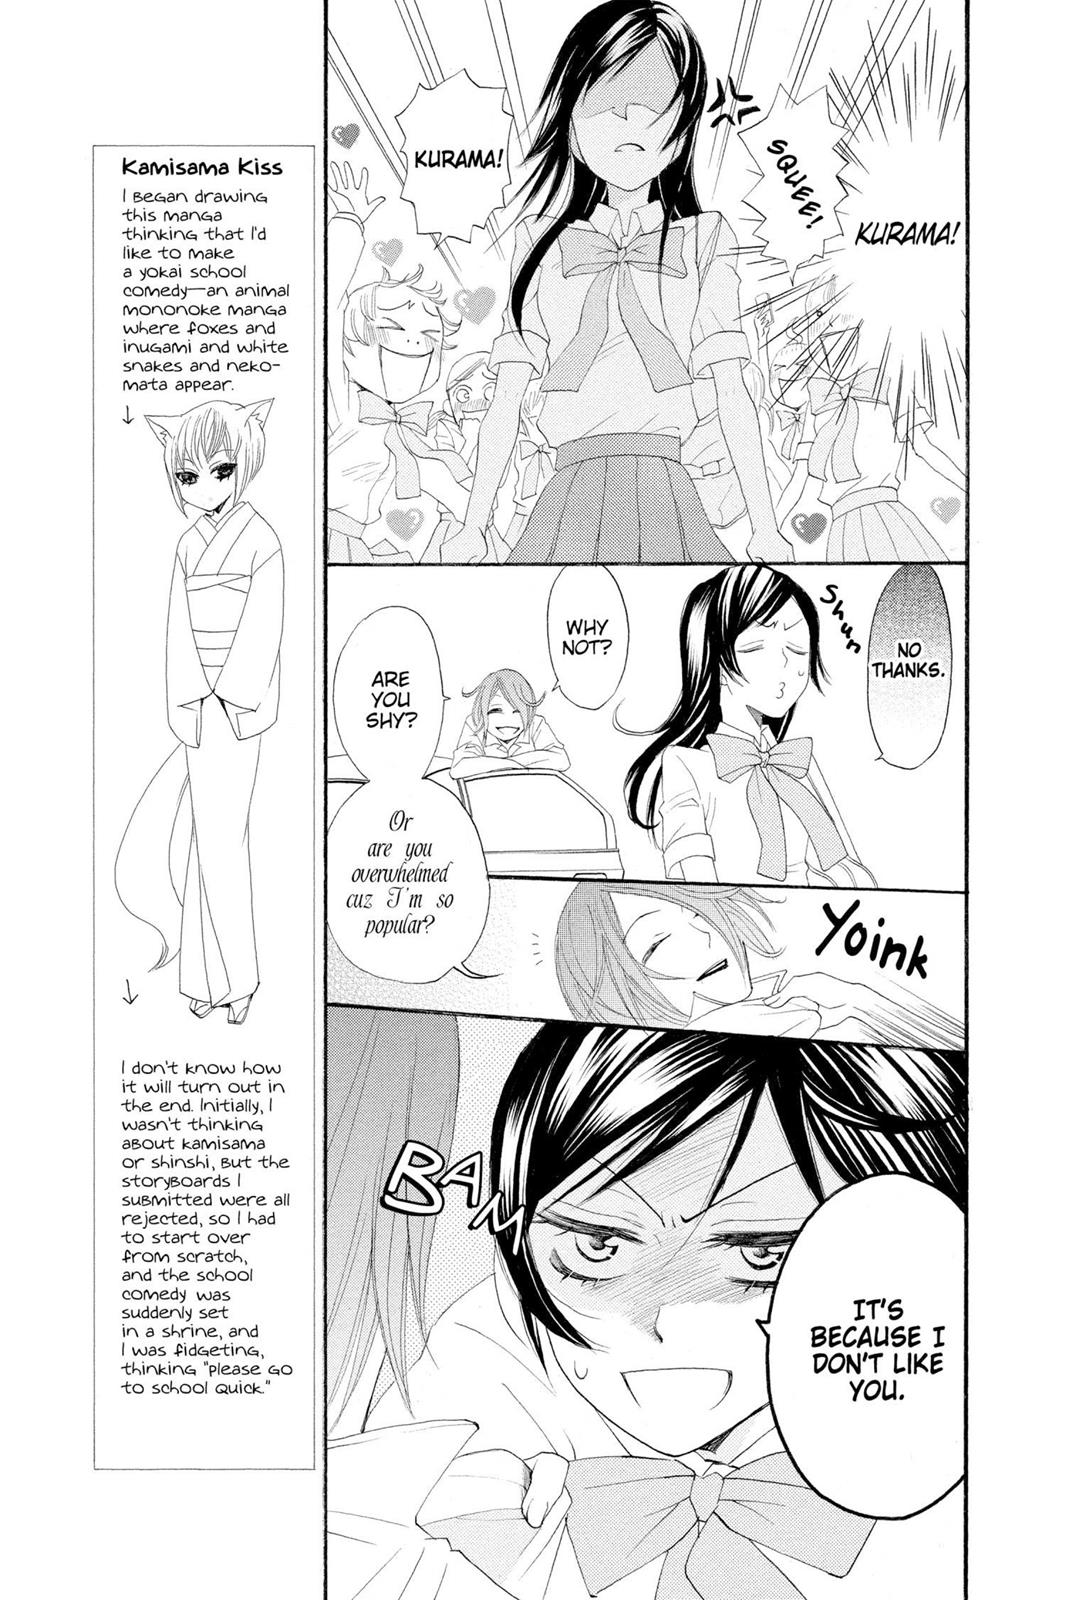 KURAMA!
SQUEE!
KURAMA!
Kamisama Kiss
I began drawing
this manga
thinking that I'd
like to make
a yokai school
comedy—an animal
mononoke manga
where foxes and
inugami and white
snakes and neko-
mata appear.
↓
↓
I don't know how
it will turn out in
the end. Initially, I
wasn't thinking
about kamisama
or shinshi, but the
storyboards I
submitted were all
rejected, so I had
to start over
from scratch,
and the school
comedy was
suddenly set
in a shrine, and
I was fidgeting,
thinking "Please go
to school quick."
NO
THANKS.
Shun
WHY
NOT?
ARE
YOU
SHY?
Or
are you
overwhelmed
cuz I'm so
popular?
Yoink
BAM
IT'S
BECAUSE I
DON'T LIKE
YOU.